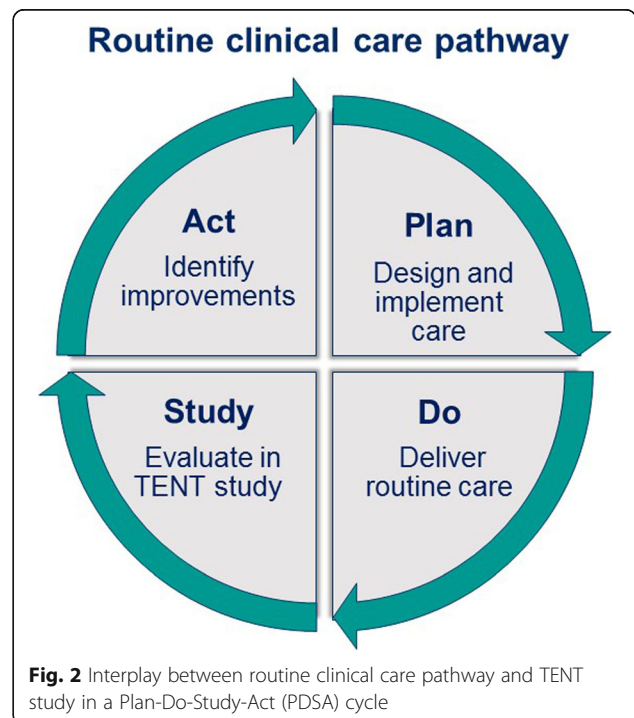 Routine clinical care pathway
Act
Identify
improvements
Plan
Design and
implement
care
Study
Evaluate in
TENT study
Do
Deliver
routine care
Fig. 2 Interplay between routine clinical care pathway and TENT
study in a Plan-Do-Study-Act (PDSA) cycle